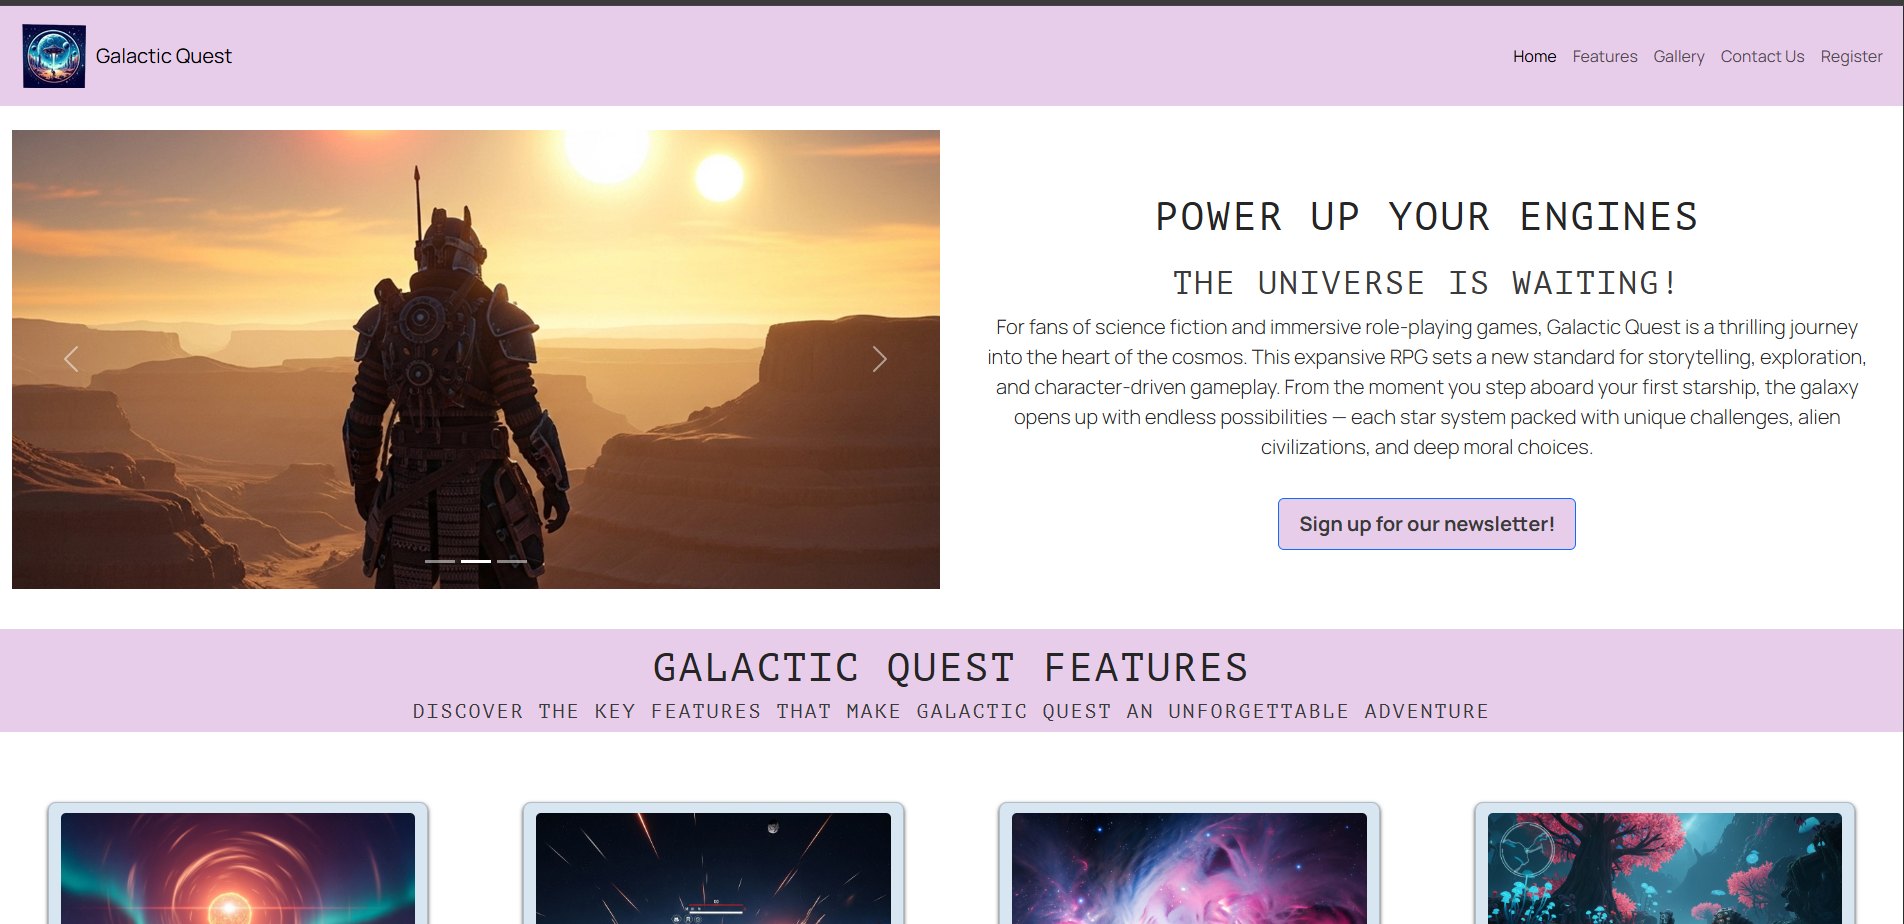 Galactic Quest
Home Features Gallery Contact Us Register
POWER UP YOUR ENGINES
THE UNIVERSE IS WAITING!
For fans of science fiction and immersive role-playing games, Galactic Quest is a thrilling journey
into the heart of the cosmos. This expansive RPG sets a new standard for storytelling, exploration,
and character-driven gameplay. From the moment you step aboard your first starship, the galaxy
opens up with endless possibilities — each star system packed with unique challenges, alien
civilizations, and deep moral choices.
Sign up for our newsletter!
GALACTIC QUEST FEATURES
DISCOVER THE KEY FEATURES THAT MAKE GALACTIC QUEST AN UNFORGETTABLE ADVENTURE